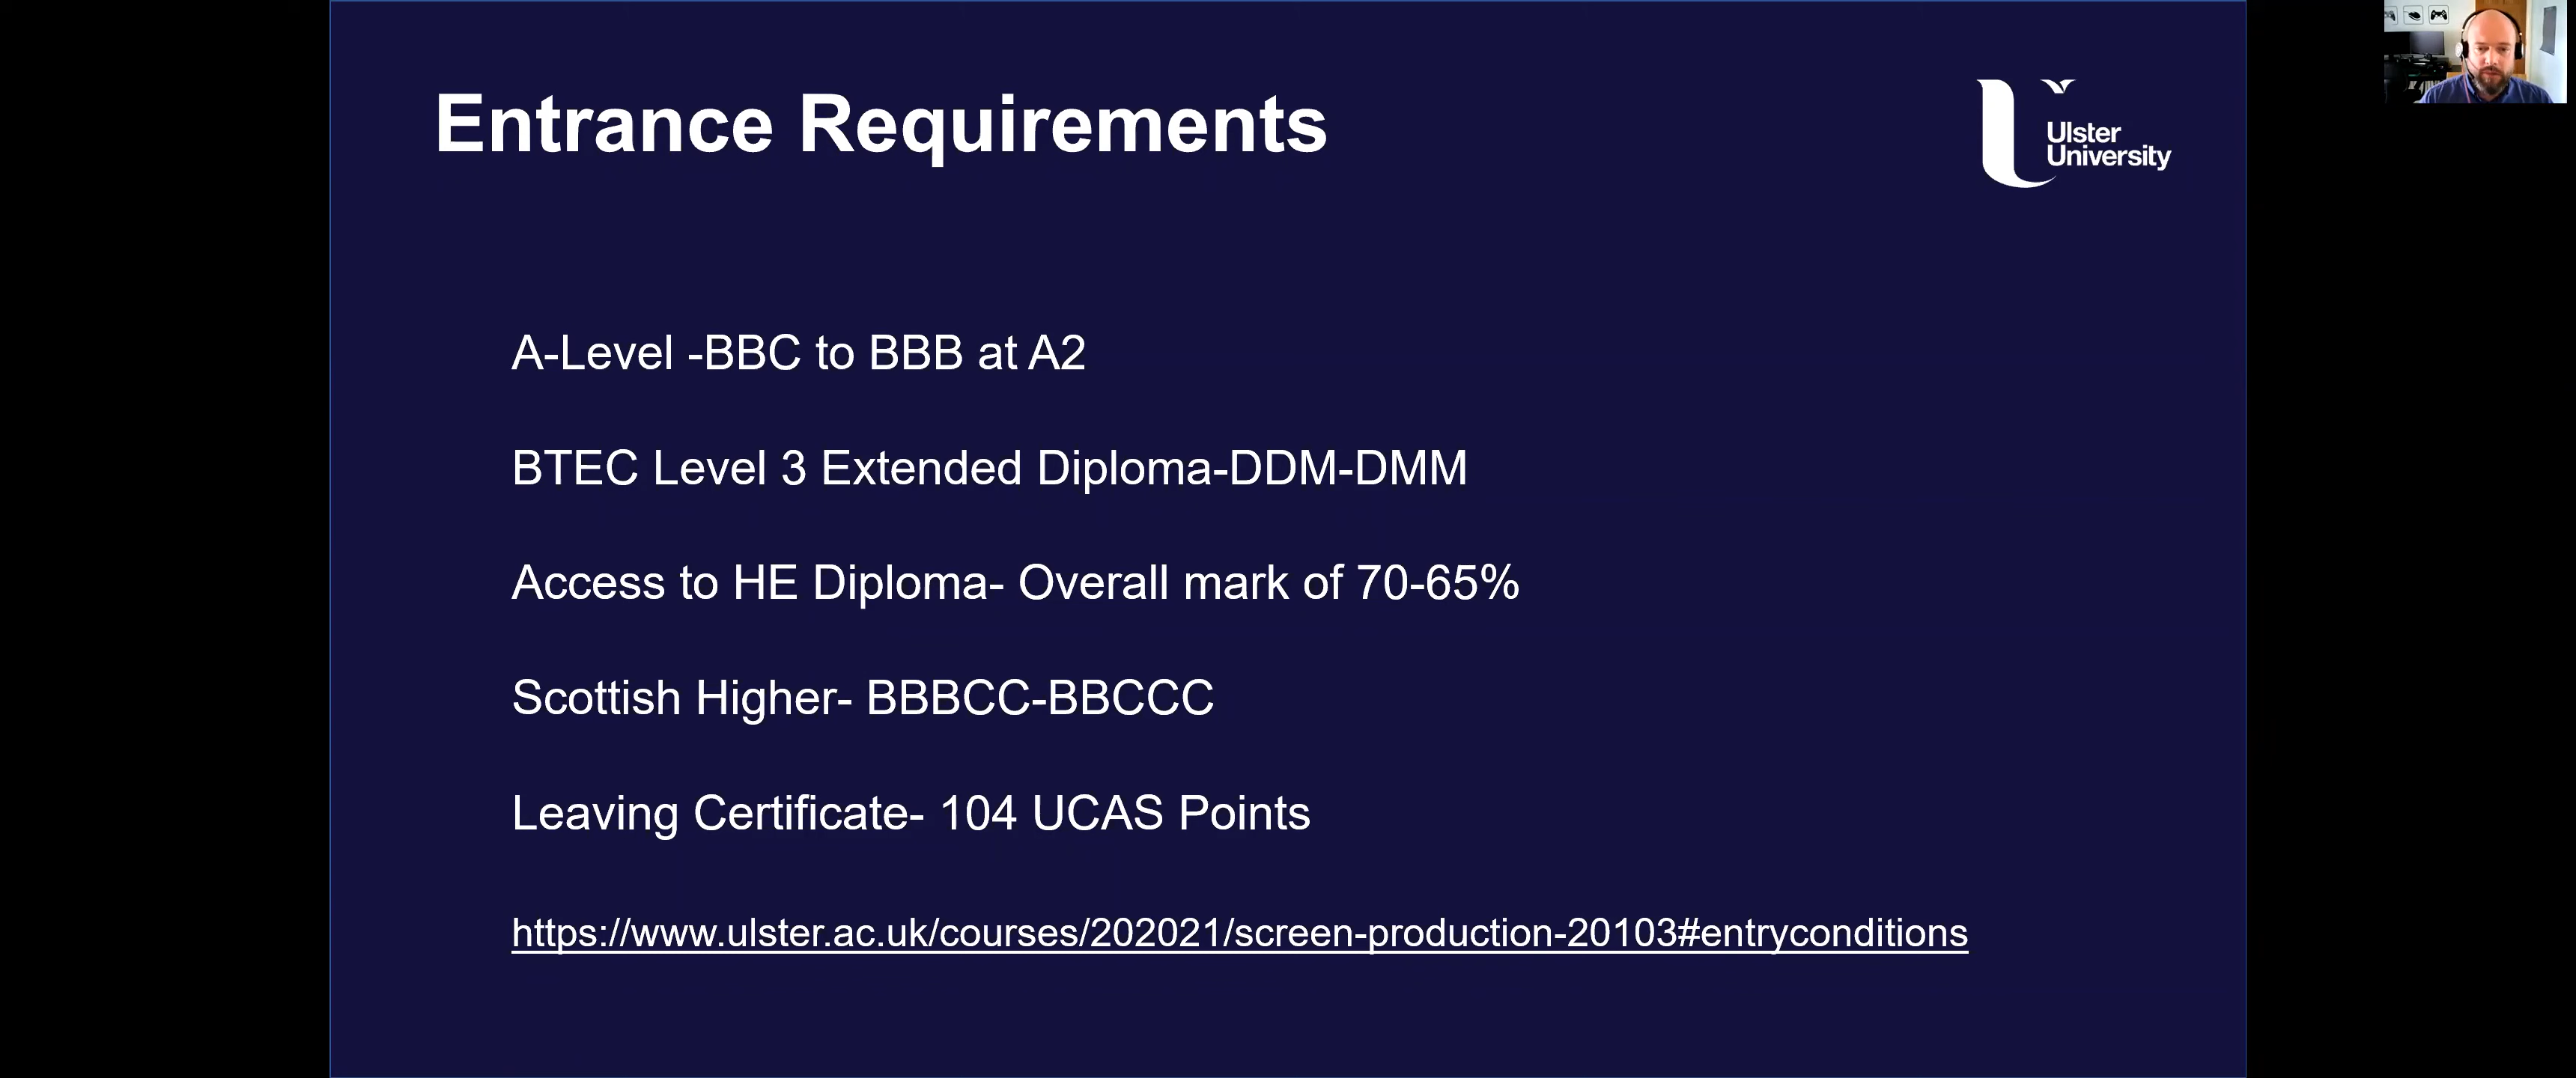 Entrance Requirements
Ulster
University
A-Level -BBC to BBB at A2
BTEC Level 3 Extended Diploma-DDM-DMM
Access to HE Diploma- Overall mark of 70-65%
Scottish Higher- BBBCC-BBCCC
Leaving Certificate- 104 UCAS Points
https://www.ulster.ac.uk/courses/202021/screen-production-20103#entryconditions